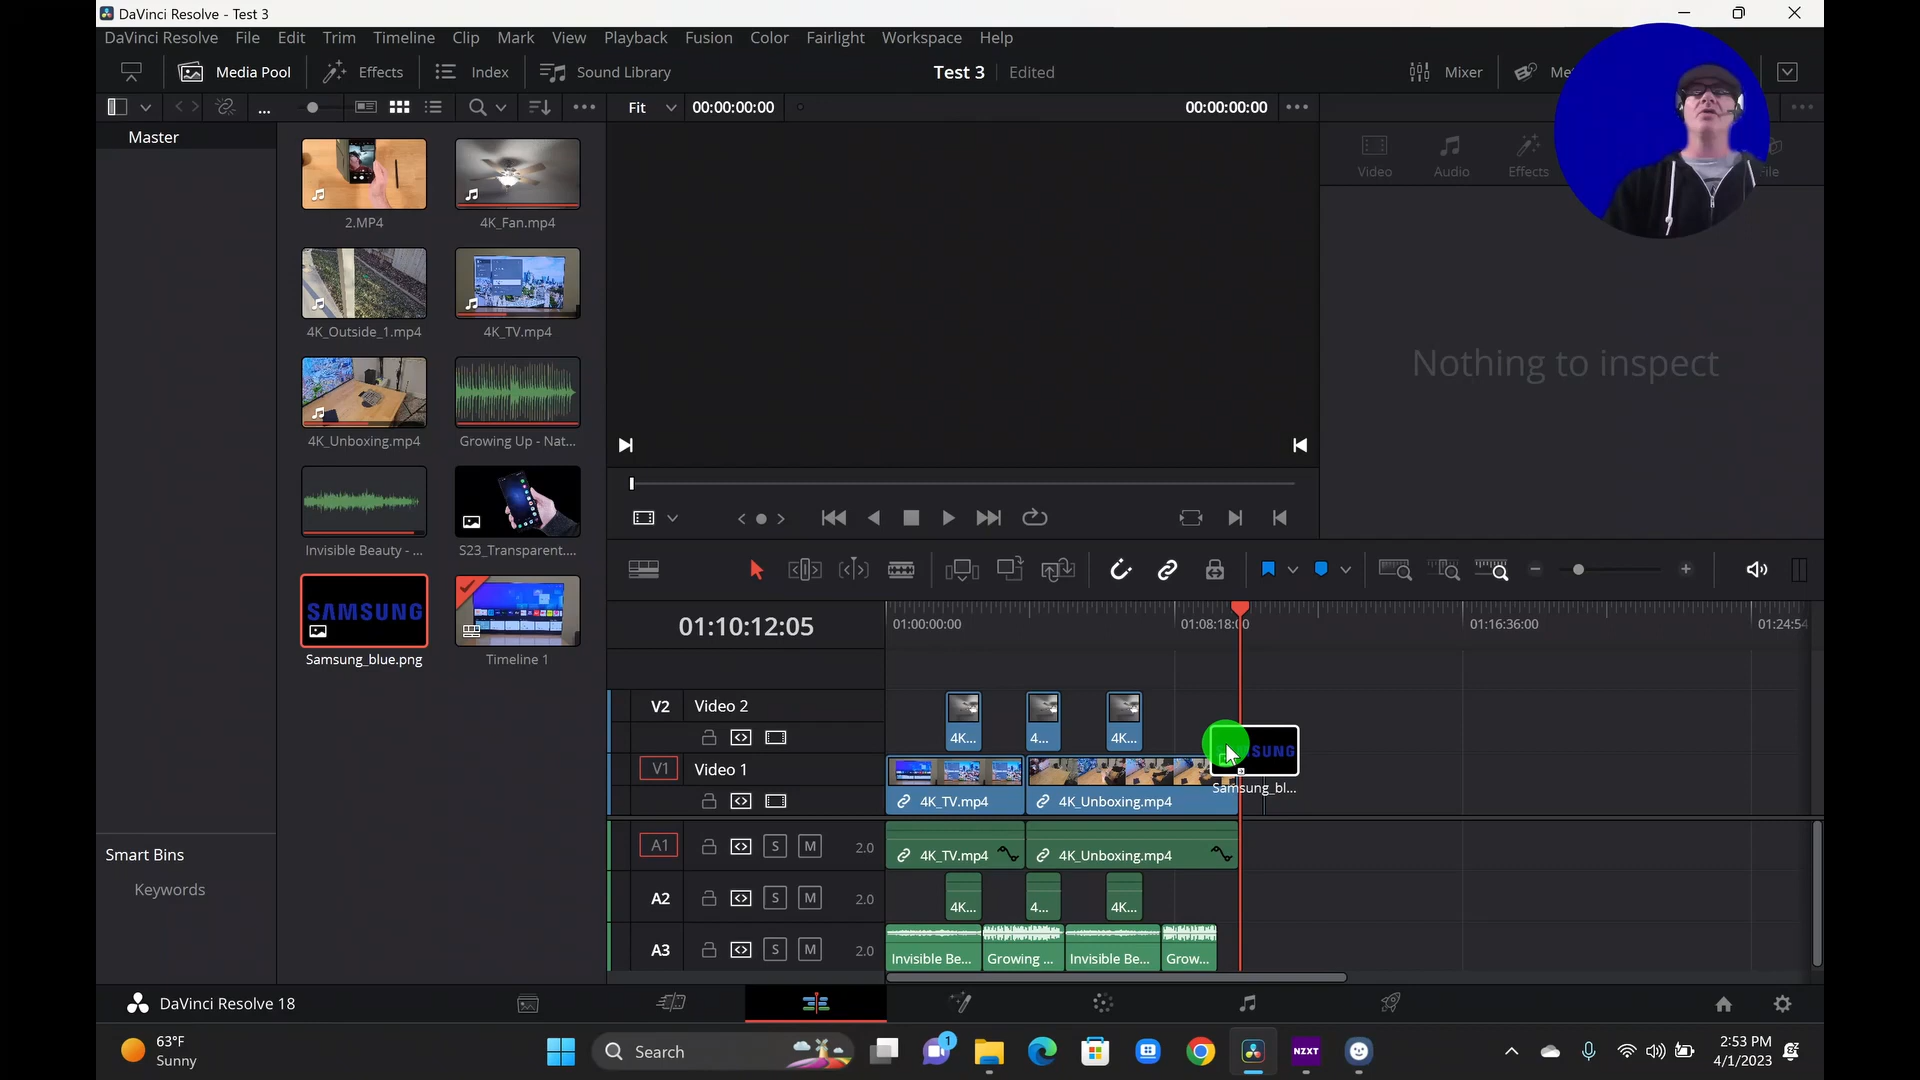 DaVinci Resolve - Test 3
DaVinci Resolve File Edit Trim Timeline Clip Mark View Playback Fusion Color Fairlight Workspace Help
Media Pool Effects Index Sound Library Test 3 Edited Mixer
... Fit 00:00:00:00 00:00:00:00
Master
2.MP4 4K_Fan.mp4
Video Audio Effects File
4K_Outside_1.mp4 4K_TV.mp4
Nothing to inspect
4K_Unboxing.mp4 Growing Up - Nat...
Invisible Beauty - ... S23_Transparent....
SAMSUNG
Samsung_blue.png Timeline 1
01:10:12:05 01:00:00:00 01:08:18:00 01:16:36:00 01:24:54
V2 Video 2
4K... 4... 4K...
SUNG
V1 Video 1
Samsung_bl...
4K_TV.mp4 4K_Unboxing.mp4
A1 S M 2.0 4K_TV.mp4 4K_Unboxing.mp4
A2 S M 2.0 4K... 4... 4K...
A3 S M 2.0 Invisible Be... Growing ... Invisible Be... Grow...
Smart Bins
Keywords
DaVinci Resolve 18
63°F
Sunny
Search
1
NZXT
2:53 PM
4/1/2023